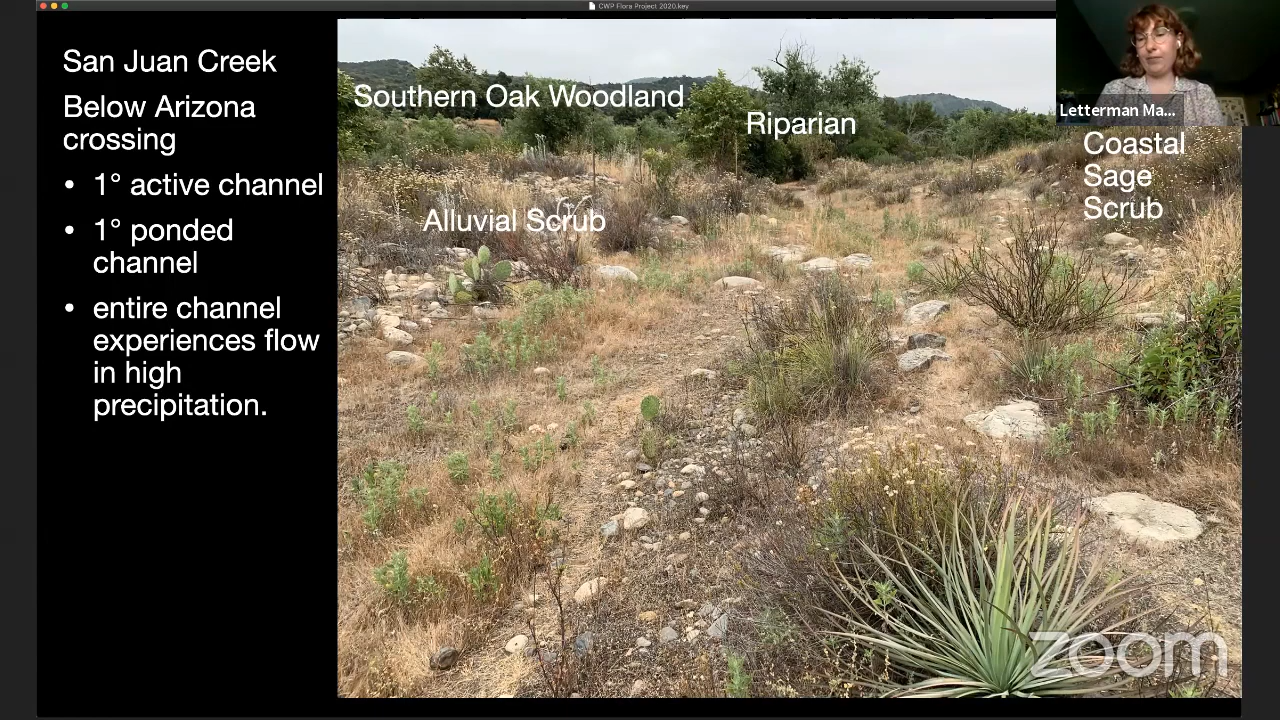 CWP Flora Project 2020.key
San Juan Creek
Below Arizona
crossing
• 1° active channel
• 1° ponded
channel
• entire channel
experiences flow
in high
precipitation.
Southern Oak Woodland
Riparian
Alluvial Scrub
Coastal
Sage
Scrub
Letterman Ma...
zoom